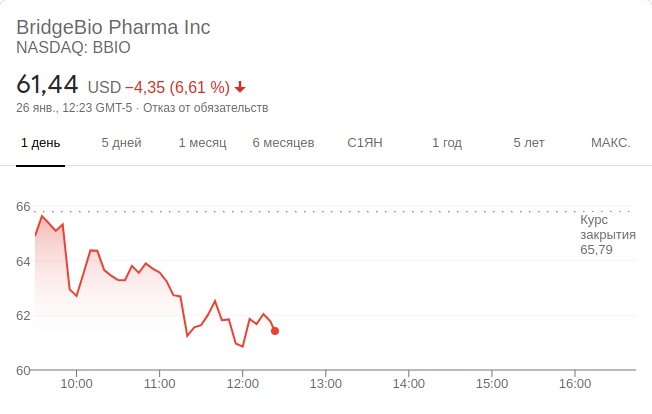 BridgeBio Pharma Inc
NASDAQ: BBIO
61,44 USD −4,35 (6,61 %)
26 янв., 12:23 GMT-5 · Отказ от обязательств
1 день 5 дней 1 месяц 6 месяцев С1ЯН 1 год 5 лет МАКС.
66
Курс
закрытия
65,79
64
62
60
10:00 11:00 12:00 13:00 14:00 15:00 16:00